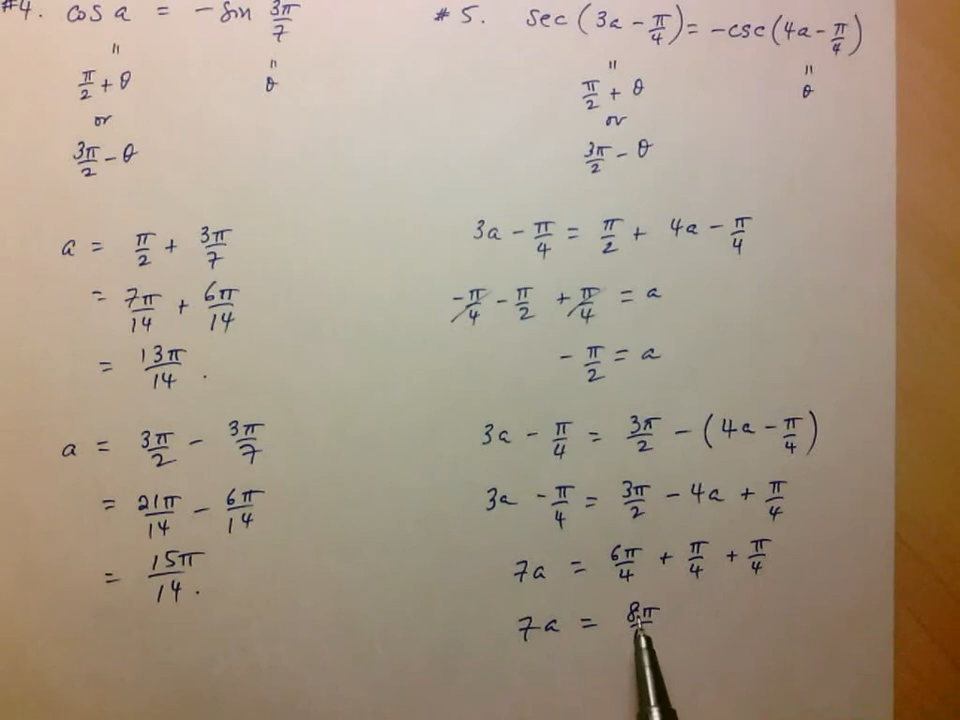 #4. cos a = - sin 3π/7
"
"
π/2 + θ
θ
or
3π/2 - θ
a = π/2 + 3π/7
= 7π/14 + 6π/14
= 13π/14.
a = 3π/2 - 3π/7
= 21π/14 - 6π/14
= 15π/14.
#5. sec (3a - π/4) = -csc (4a - π/4)
"
"
π/2 + θ
θ
or
3π/2 - θ
3a - π/4 = π/2 + 4a - π/4
-π/4 - π/2 + π/4 = a
- π/2 = a
3a - π/4 = 3π/2 - (4a - π/4)
3a - π/4 = 3π/2 - 4a + π/4
7a = 6π/4 + π/4 + π/4
7a = 8π